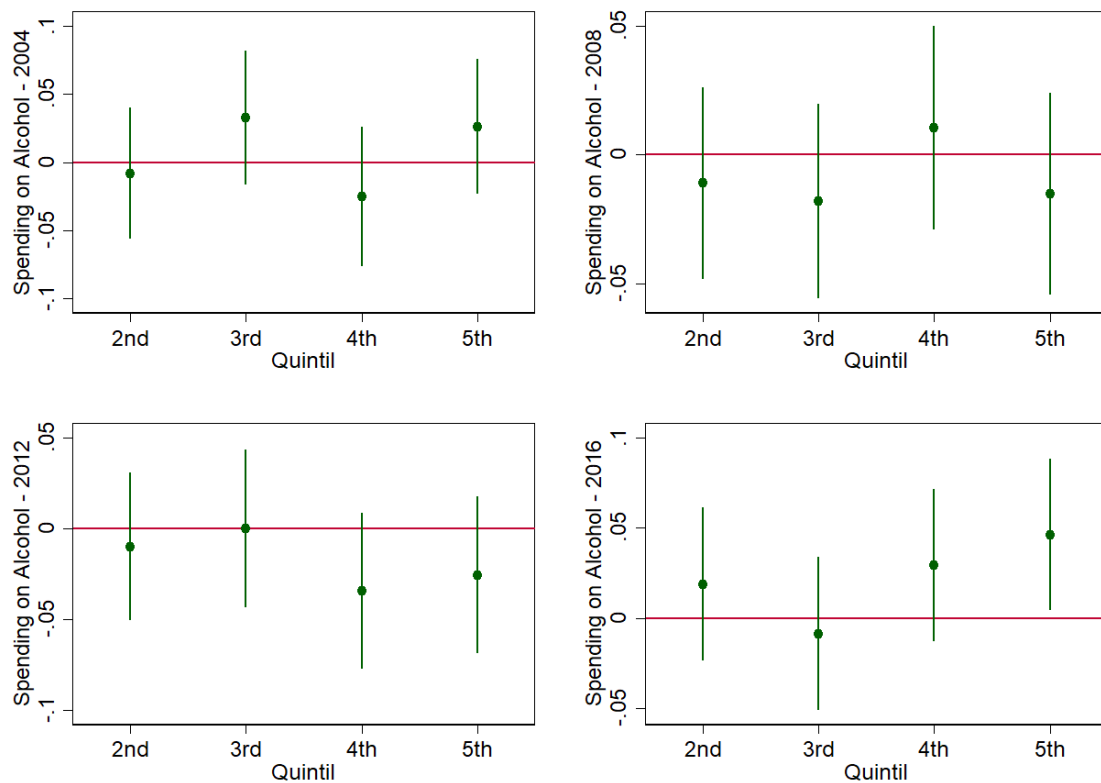 Spending on Alcohol - 2004
.1
.05
0
-.05
-.1
2nd 3rd 4th 5th
Quintil
Spending on Alcohol - 2008
.05
0
-.05
2nd 3rd 4th 5th
Quintil
Spending on Alcohol - 2012
.05
0
-.05
-.1
2nd 3rd 4th 5th
Quintil
Spending on Alcohol - 2016
.1
.05
0
-.05
2nd 3rd 4th 5th
Quintil